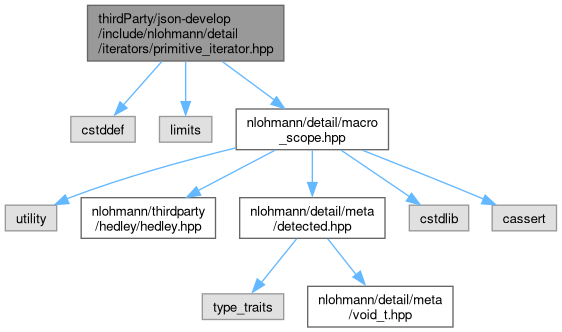 thirdParty/json-develop
/include/nlohmann/detail
/iterators/primitive_iterator.hpp
cstddef
limits
nlohmann/detail/macro
_scope.hpp
utility
nlohmann/thirdparty
/hedley/hedley.hpp
nlohmann/detail/meta
/detected.hpp
cstdlib
cassert
type_traits
nlohmann/detail/meta
/void_t.hpp